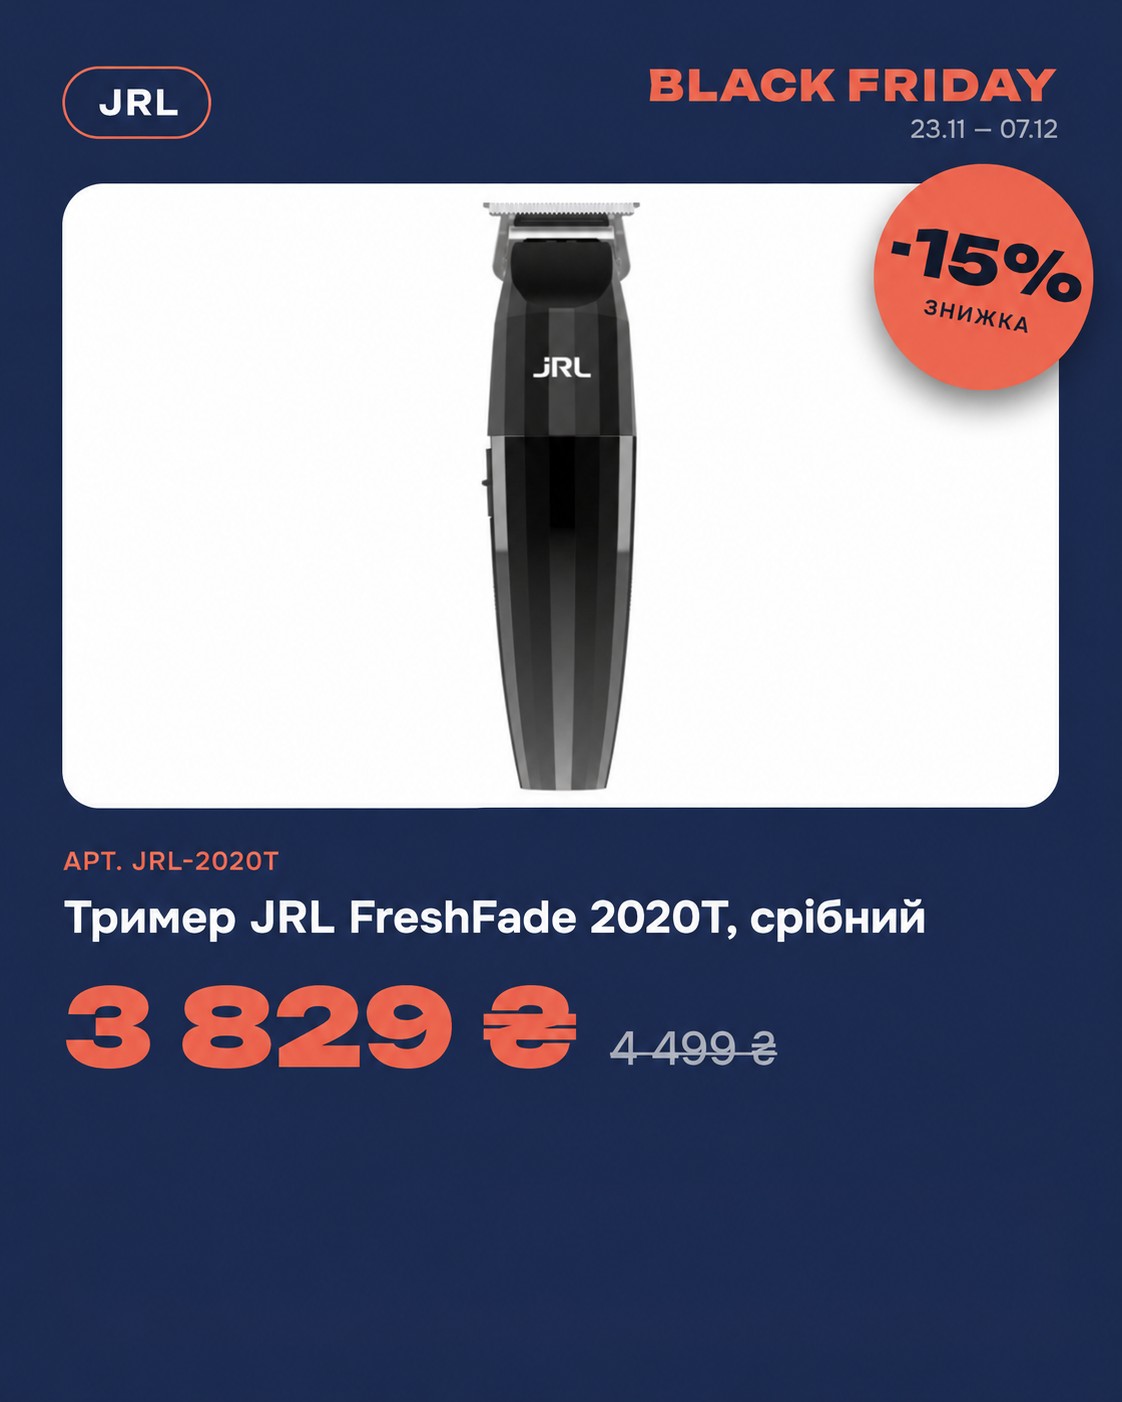 JRL
BLACK FRIDAY
23.11 – 07.12
-15%
ЗНИЖКА
JRL
АРТ. JRL-2020T
Тример JRL FreshFade 2020T, срібний
3 829 ₴ 4 499 ₴